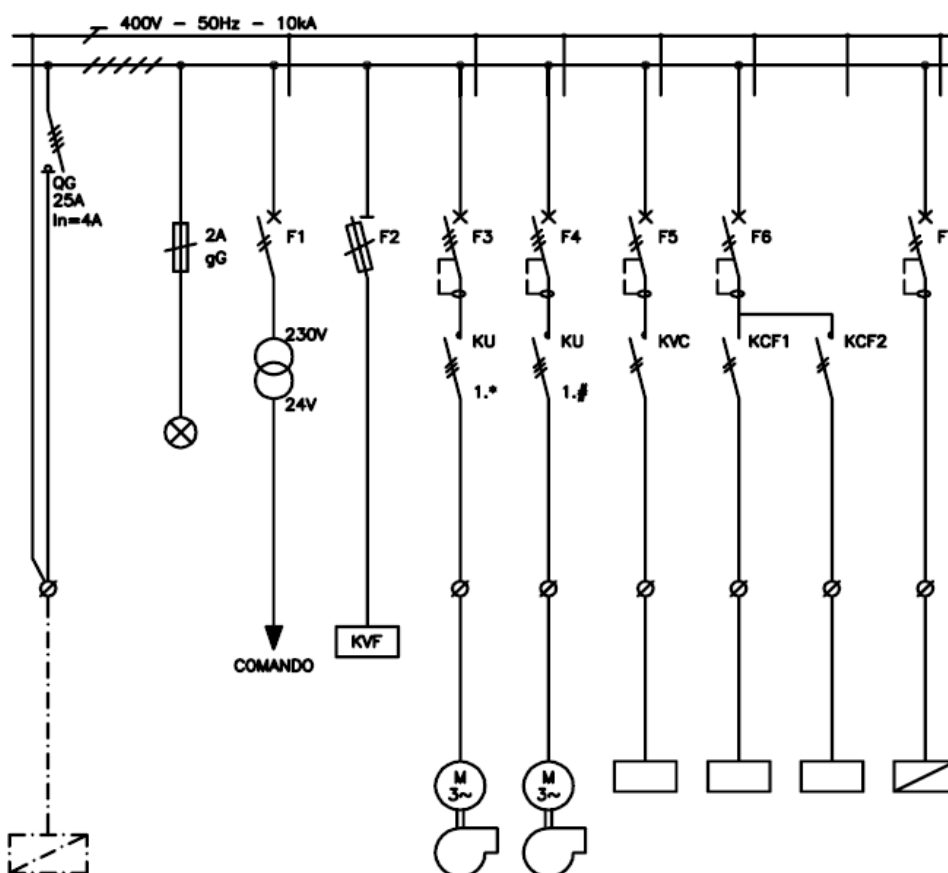 400V - 50Hz - 10kA
QG
25A
In=4A
2A
gG
F1
F2
F3
F4
F5
F6
F
230V
24V
KU
1.*
KU
1.#
KVC
KCF1
KCF2
COMANDO
KVF
M
3~
M
3~